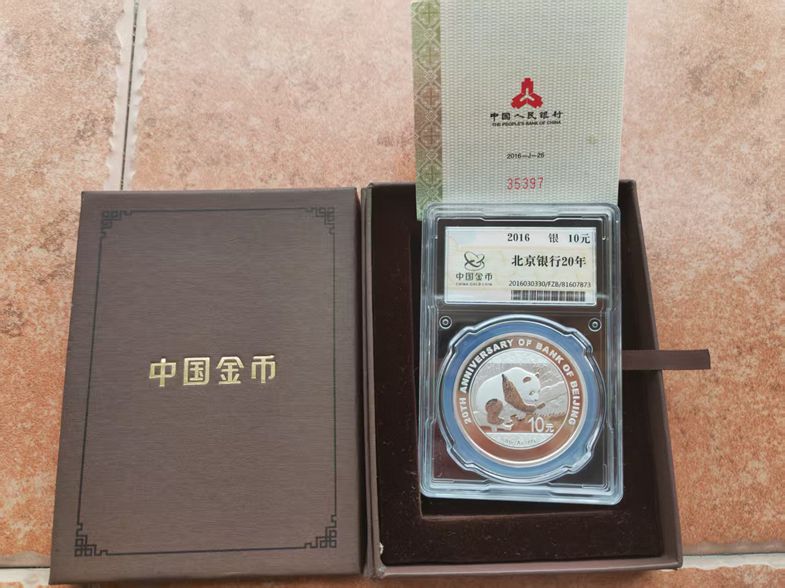 中国人民银行
THE PEOPLE'S BANK OF CHINA
2016-J-26
35397
中国金币
2016 银 10元
中国金币
CHINA GOLD COIN
北京银行20年
2016030330/FZB/81607873
20TH ANNIVERSARY OF BANK OF BEIJING
10元